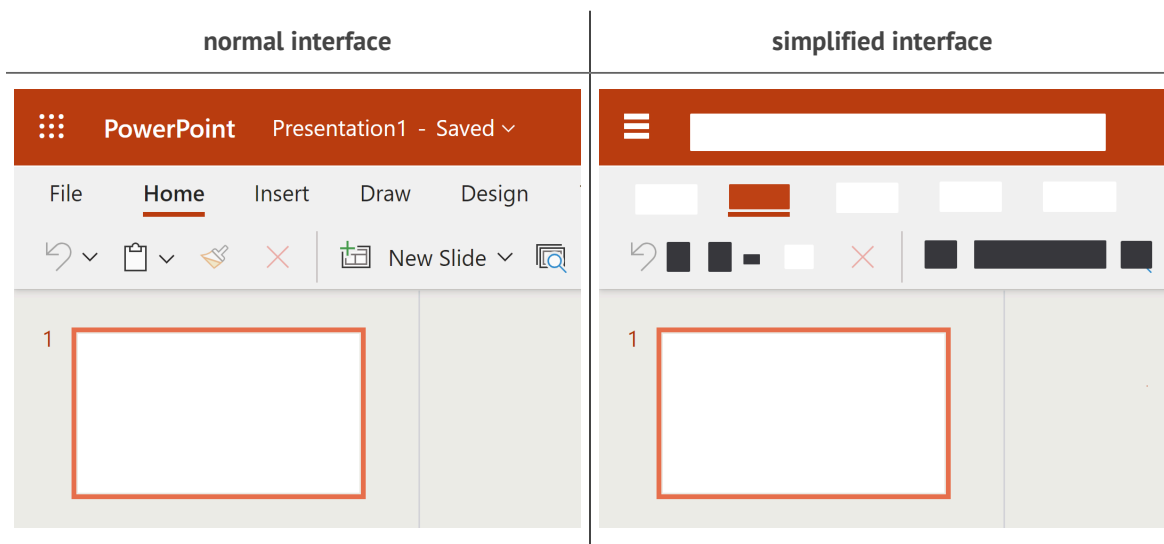 normal interface
simplified interface
PowerPoint Presentation1 - Saved
File Home Insert Draw Design
New Slide
1
1